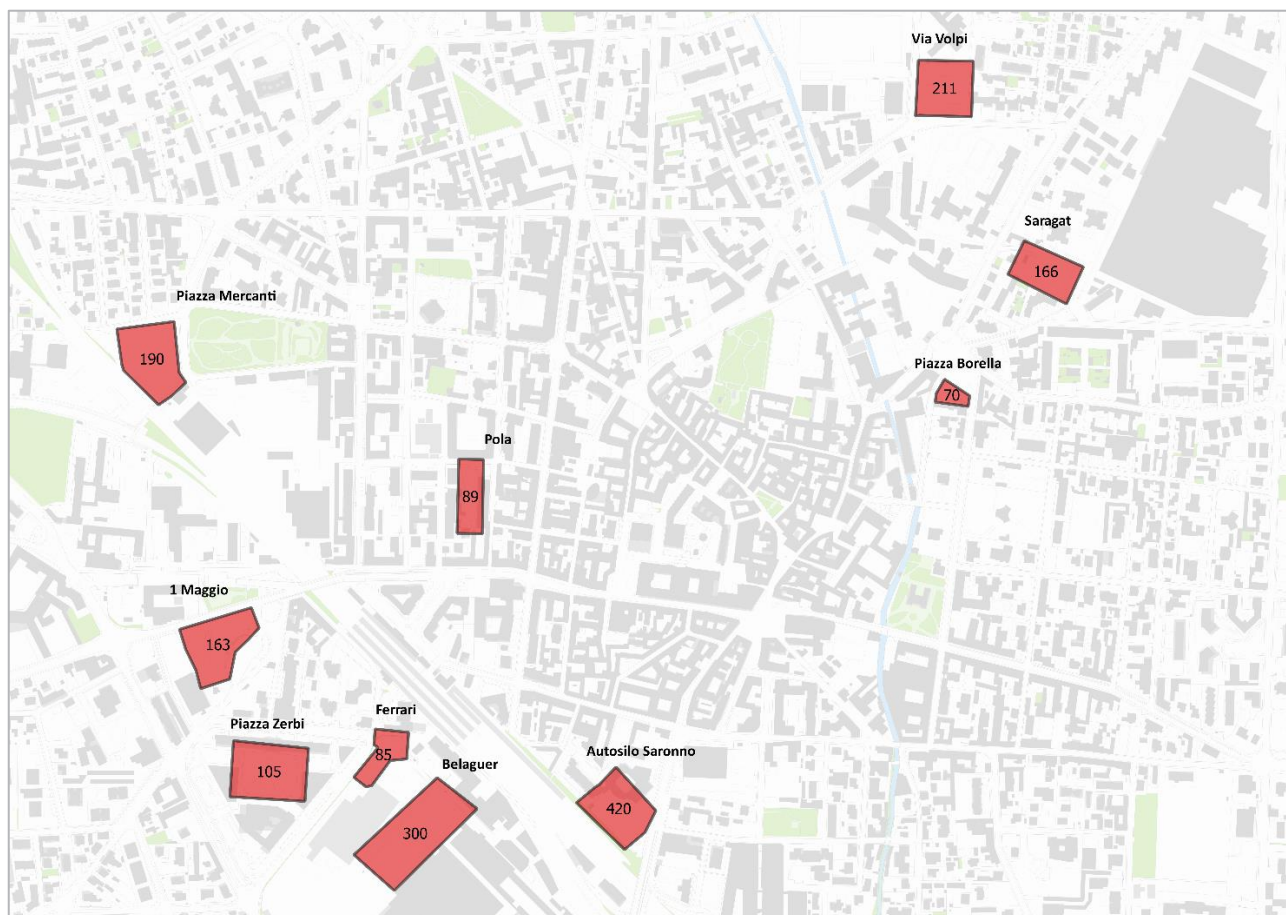 Via Volpi
211
Saragat
166
Piazza Mercanti
190
Piazza Borella
70
Pola
89
1 Maggio
163
Ferrari
85
Piazza Zerbi
105
Belaguer
300
Autosilo Saronno
420